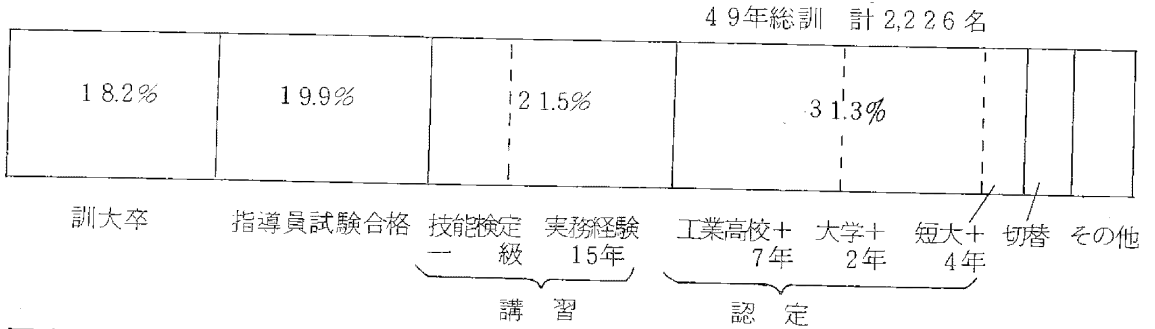 49年総訓 計2,226名
18.2% 19.9% 21.5% 31.3%
訓大卒 指導員試験合格 技能検定 実務経験 工業高校+ 大学+ 短大+ 切替 その他
一級 15年 7年 2年 4年
講習 認定